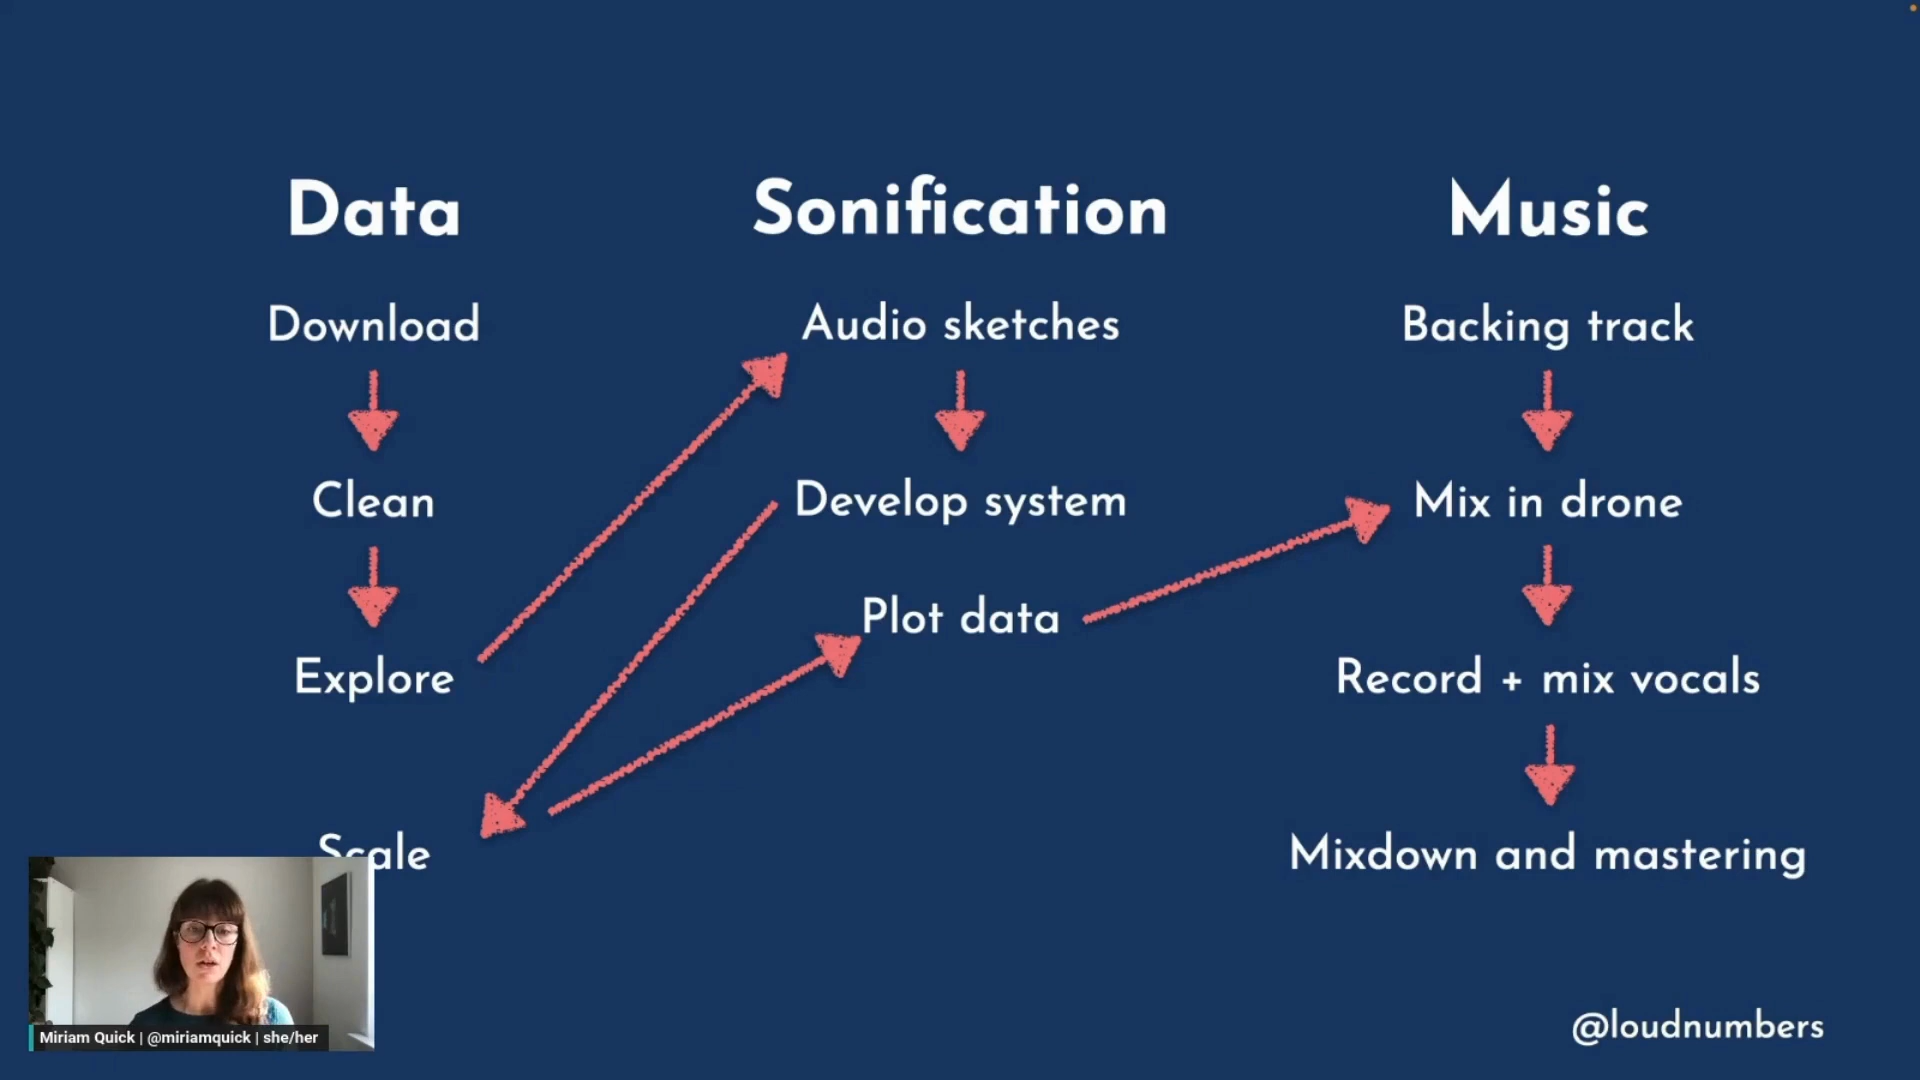 Data
Download
Clean
Explore
Scale
Sonification
Audio sketches
Develop system
Plot data
Music
Backing track
Mix in drone
Record + mix vocals
Mixdown and mastering
Miriam Quick | @miriamquick | she/her
@loudnumbers